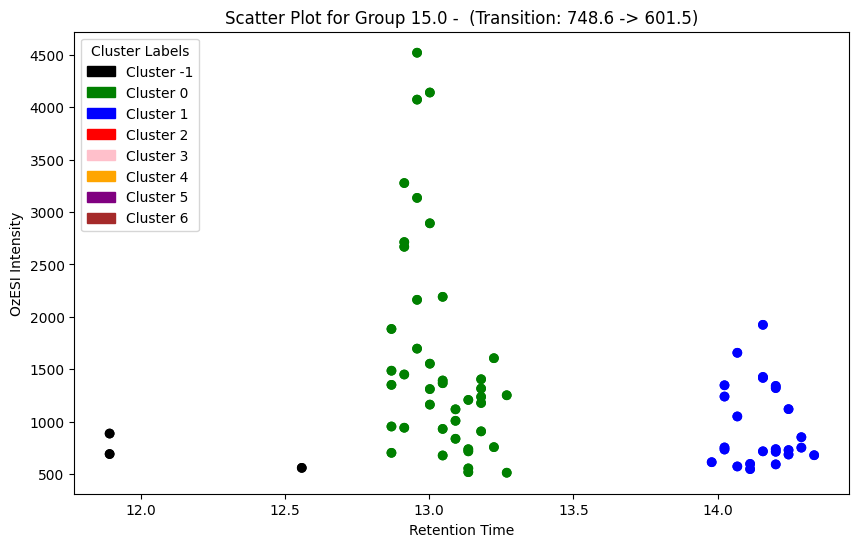 Scatter Plot for Group 15.0 -  (Transition: 748.6 -> 601.5)
Cluster Labels
Cluster -1
Cluster 0
Cluster 1
Cluster 2
Cluster 3
Cluster 4
Cluster 5
Cluster 6
OzESI Intensity
4500
4000
3500
3000
2500
2000
1500
1000
500
12.0 12.5 13.0 13.5 14.0
Retention Time